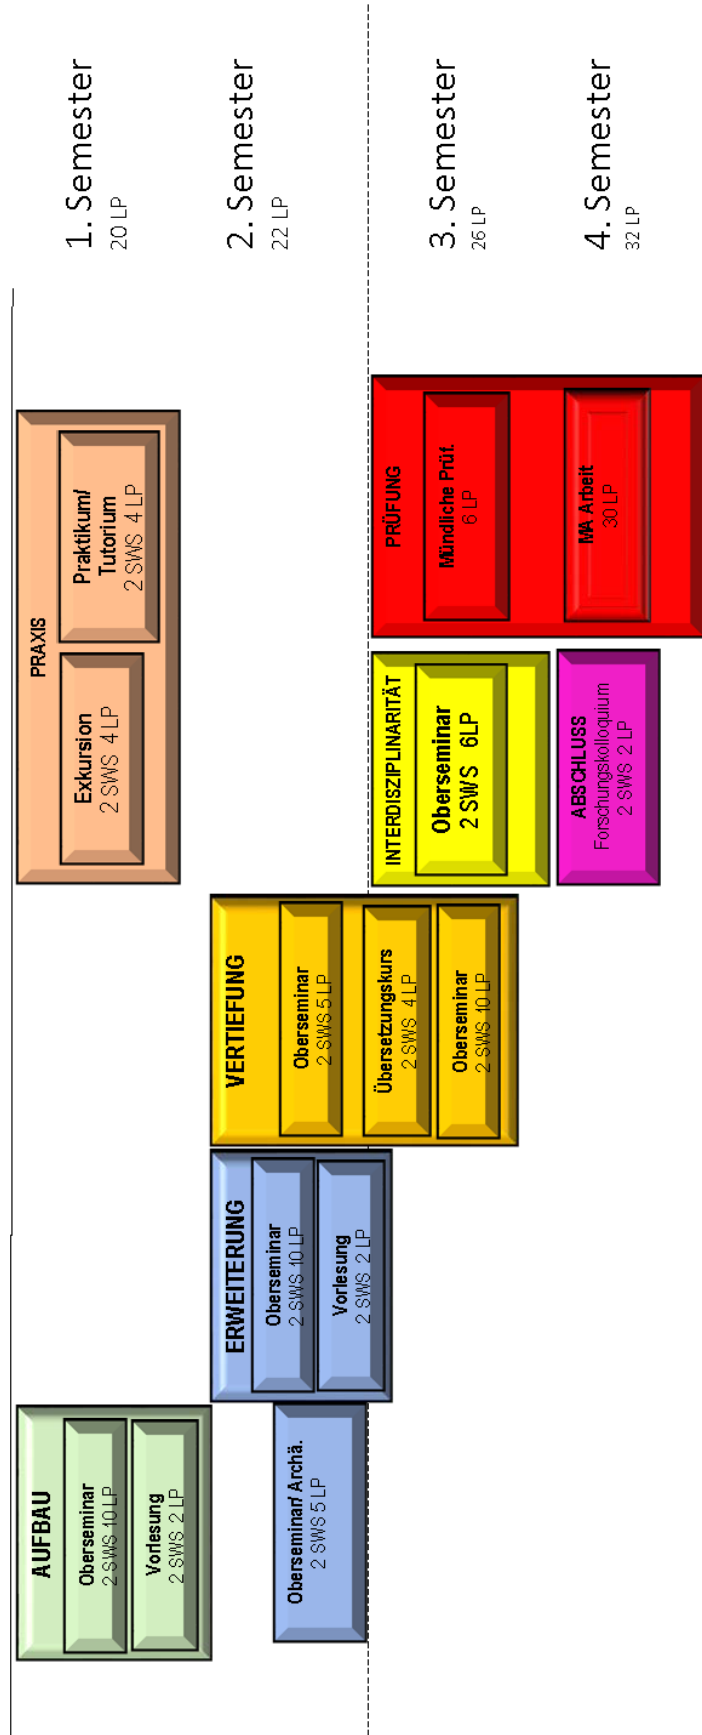 AUFBAU
Oberseminar
2 SWS 10 LP
Vorlesung
2 SWS 2 LP
PRAXIS
Exkursion
2 SWS 4 LP
Praktikum/
Tutorium
2 SWS 4 LP
1. Semester
20 LP
Oberseminar/ Archä.
2 SWS 5 LP
ERWEITERUNG
Oberseminar
2 SWS 10 LP
Vorlesung
2 SWS 2 LP
VERTIEFUNG
Oberseminar
2 SWS 5 LP
Übersetzungskurs
2 SWS 4 LP
Oberseminar
2 SWS 10 LP
2. Semester
22 LP
INTERDISZIPLINARITÄT
Oberseminar
2 SWS 6LP
PRÜFUNG
Mündliche Prüf.
6 LP
3. Semester
26 LP
ABSCHLUSS
Forschungskolloquium
2 SWS 2 LP
MA Arbeit
30 LP
4. Semester
32 LP